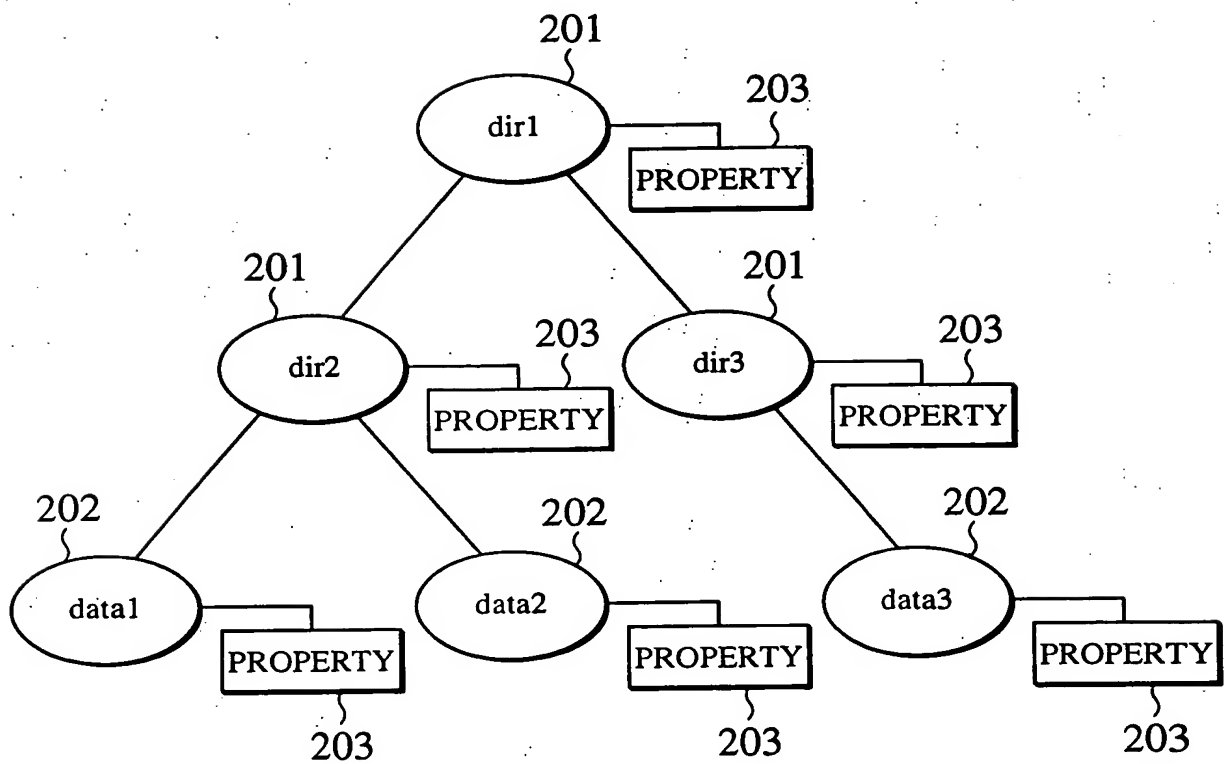 201
dir1
203
PROPERTY
201
dir2
203
PROPERTY
201
dir3
203
PROPERTY
202
data1
PROPERTY
203
202
data2
PROPERTY
203
202
data3
PROPERTY
203